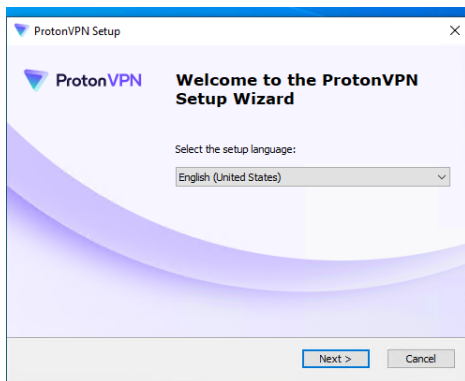 ProtonVPN Setup
ProtonVPN
Welcome to the ProtonVPN
Setup Wizard
Select the setup language:
English (United States)
Next >
Cancel